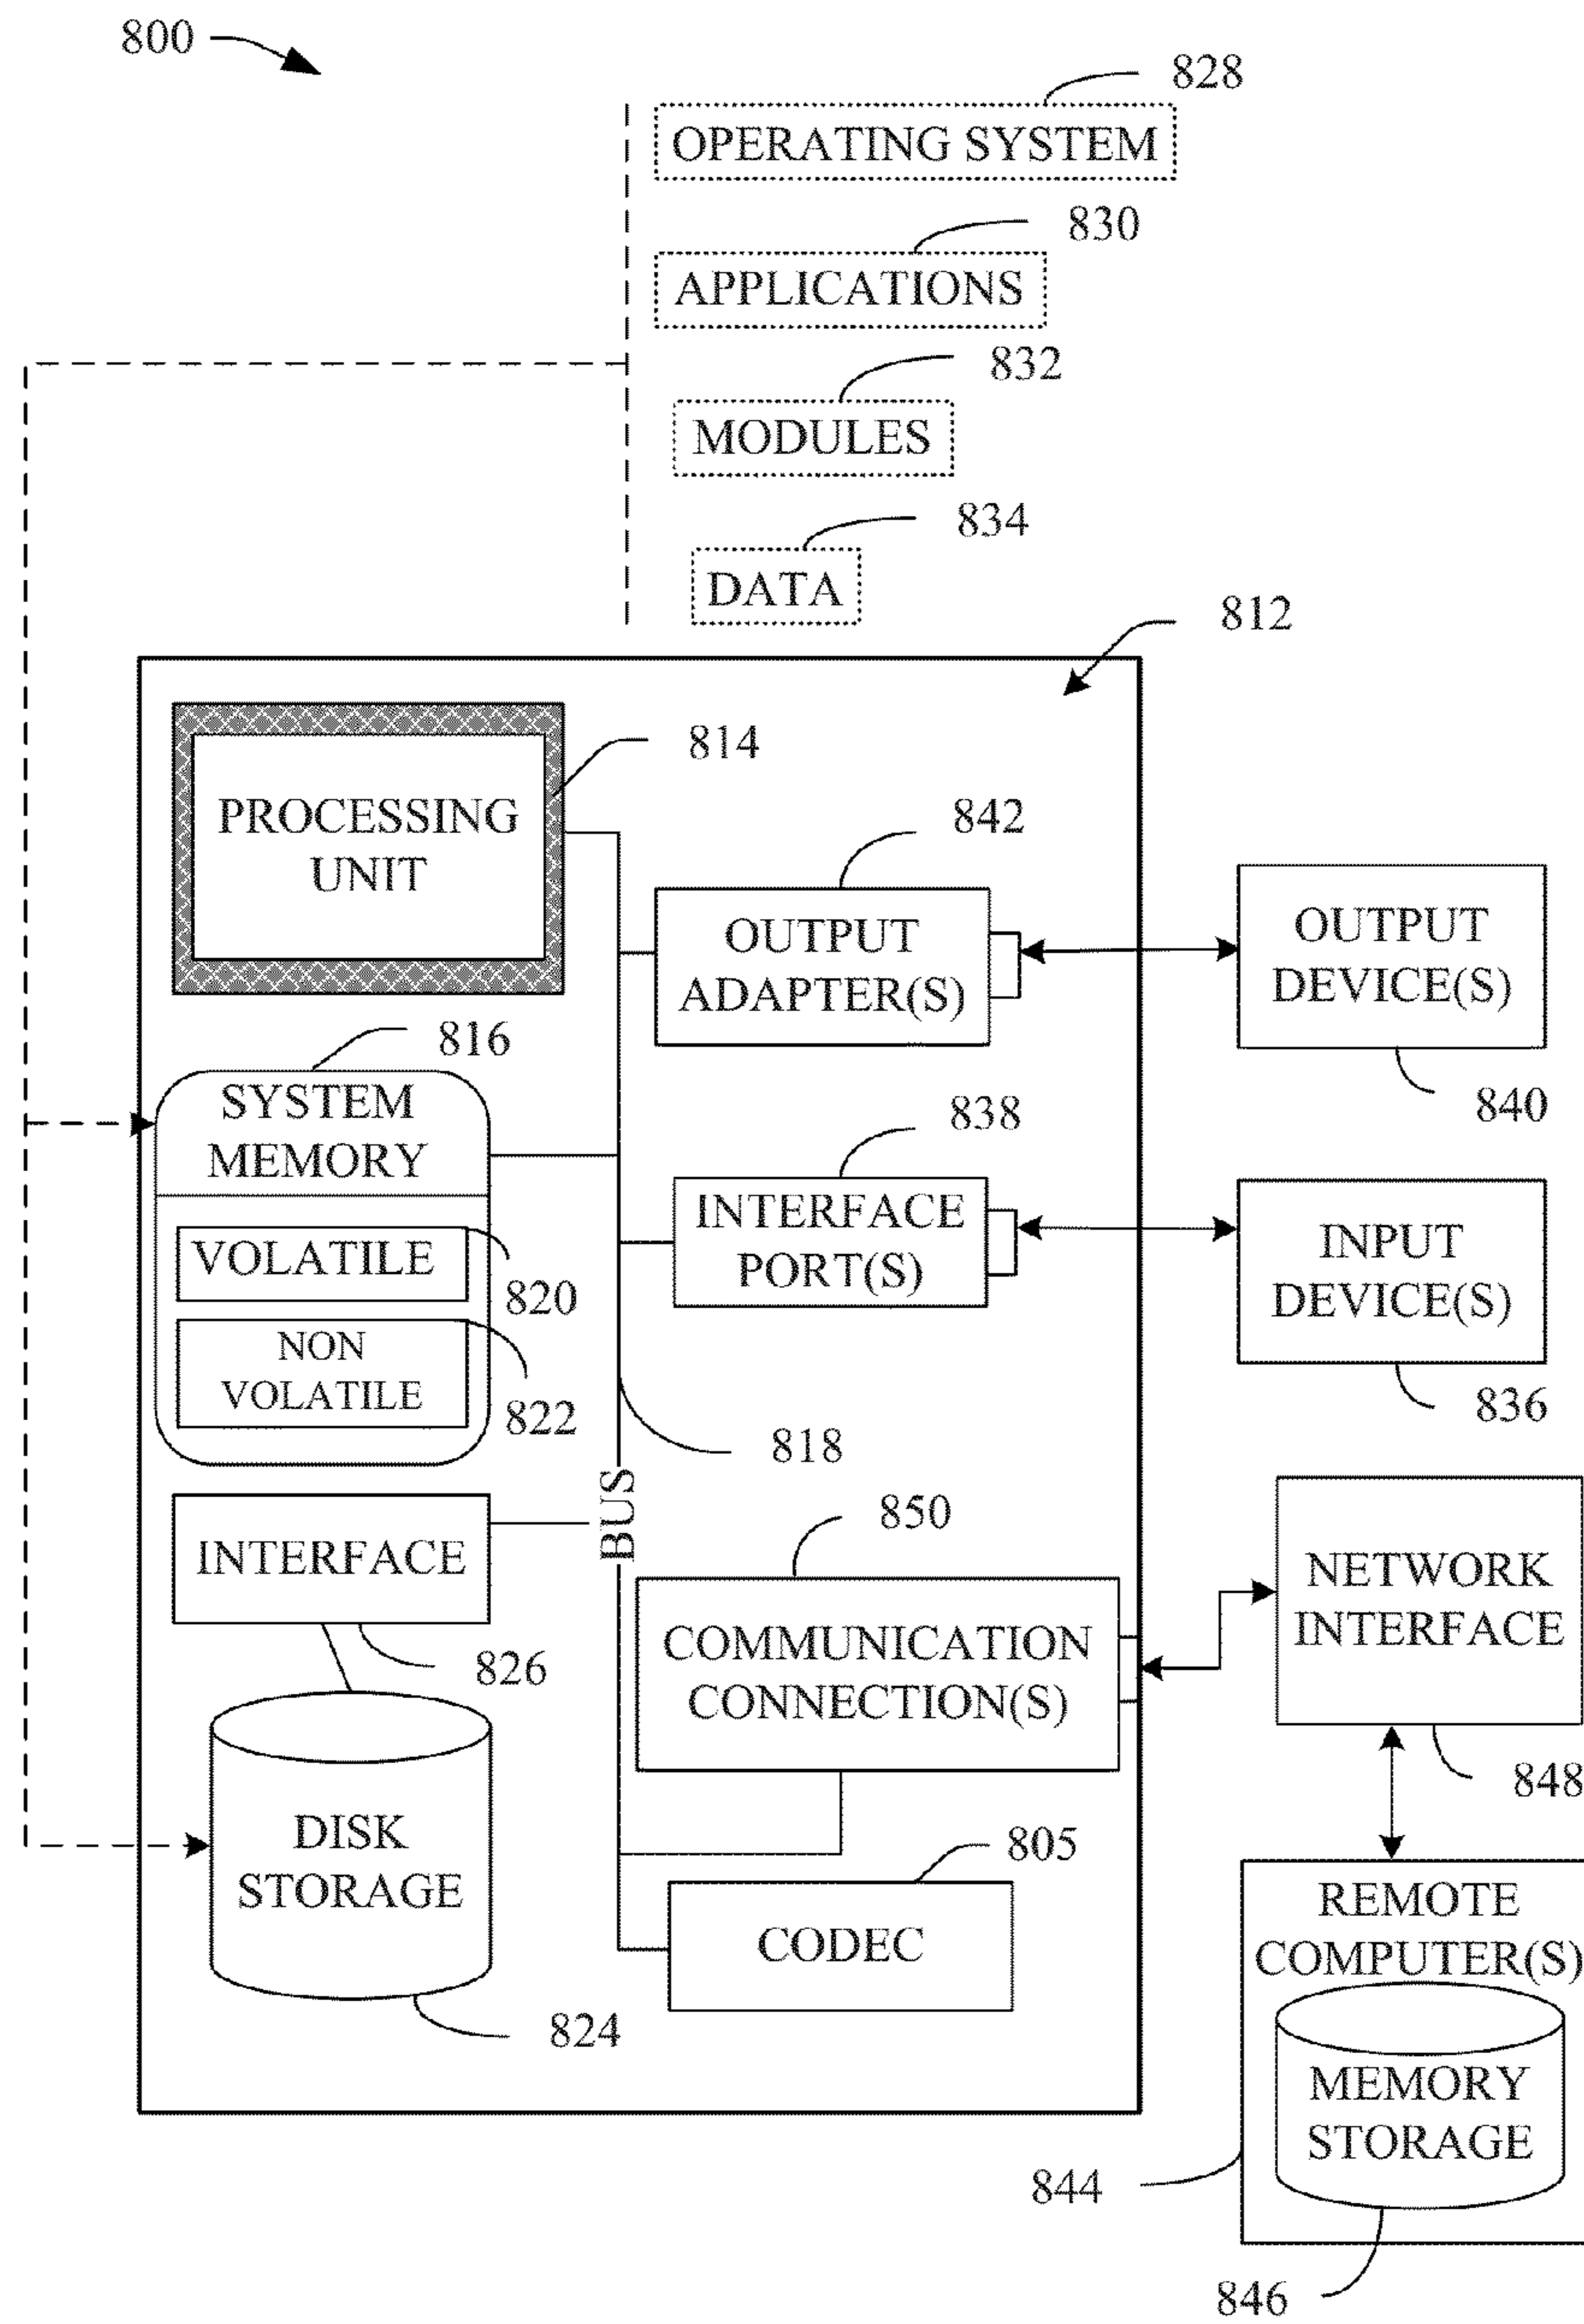 800
828
OPERATING SYSTEM
830
APPLICATIONS
832
MODULES
834
DATA
812
PROCESSING
UNIT
814
842
OUTPUT
ADAPTER(S)
OUTPUT
DEVICE(S)
840
816
SYSTEM
MEMORY
VOLATILE
820
NON
VOLATILE
822
838
INTERFACE
PORT(S)
INPUT
DEVICE(S)
836
818
BUS
INTERFACE
826
850
COMMUNICATION
CONNECTION(S)
NETWORK
INTERFACE
848
DISK
STORAGE
824
805
CODEC
REMOTE
COMPUTER(S)
MEMORY
STORAGE
844
846